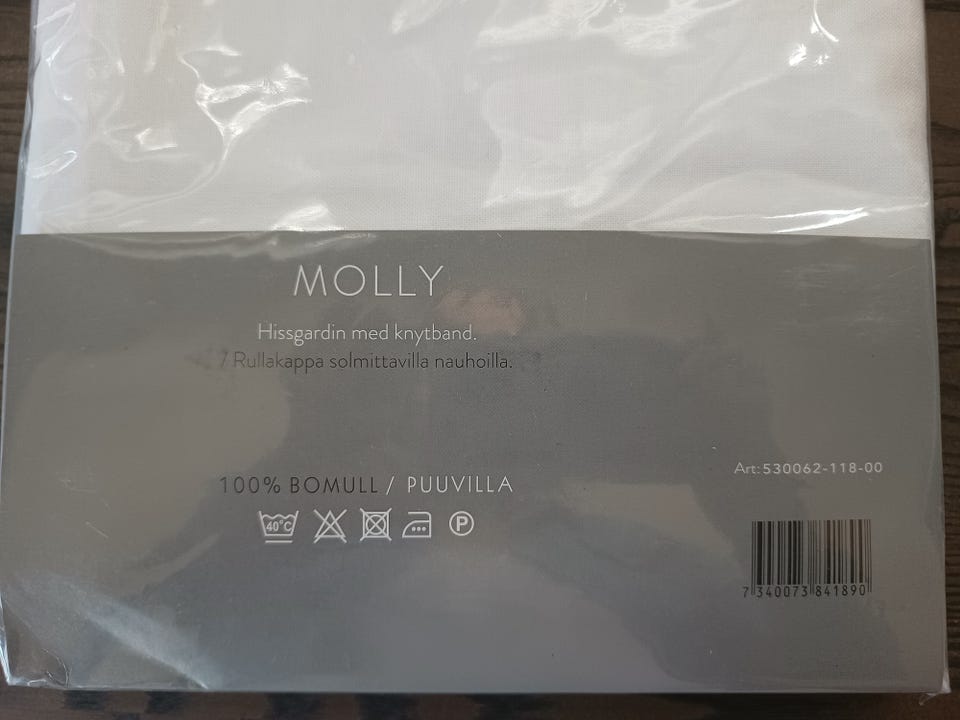 MOLLY
Hissgardin med knytband.
/ Rullakappa solmittavilla nauhoilla.
100% BOMULL / PUUVILLA
40°C
P
Art:530062-118-00
7 340073 841890